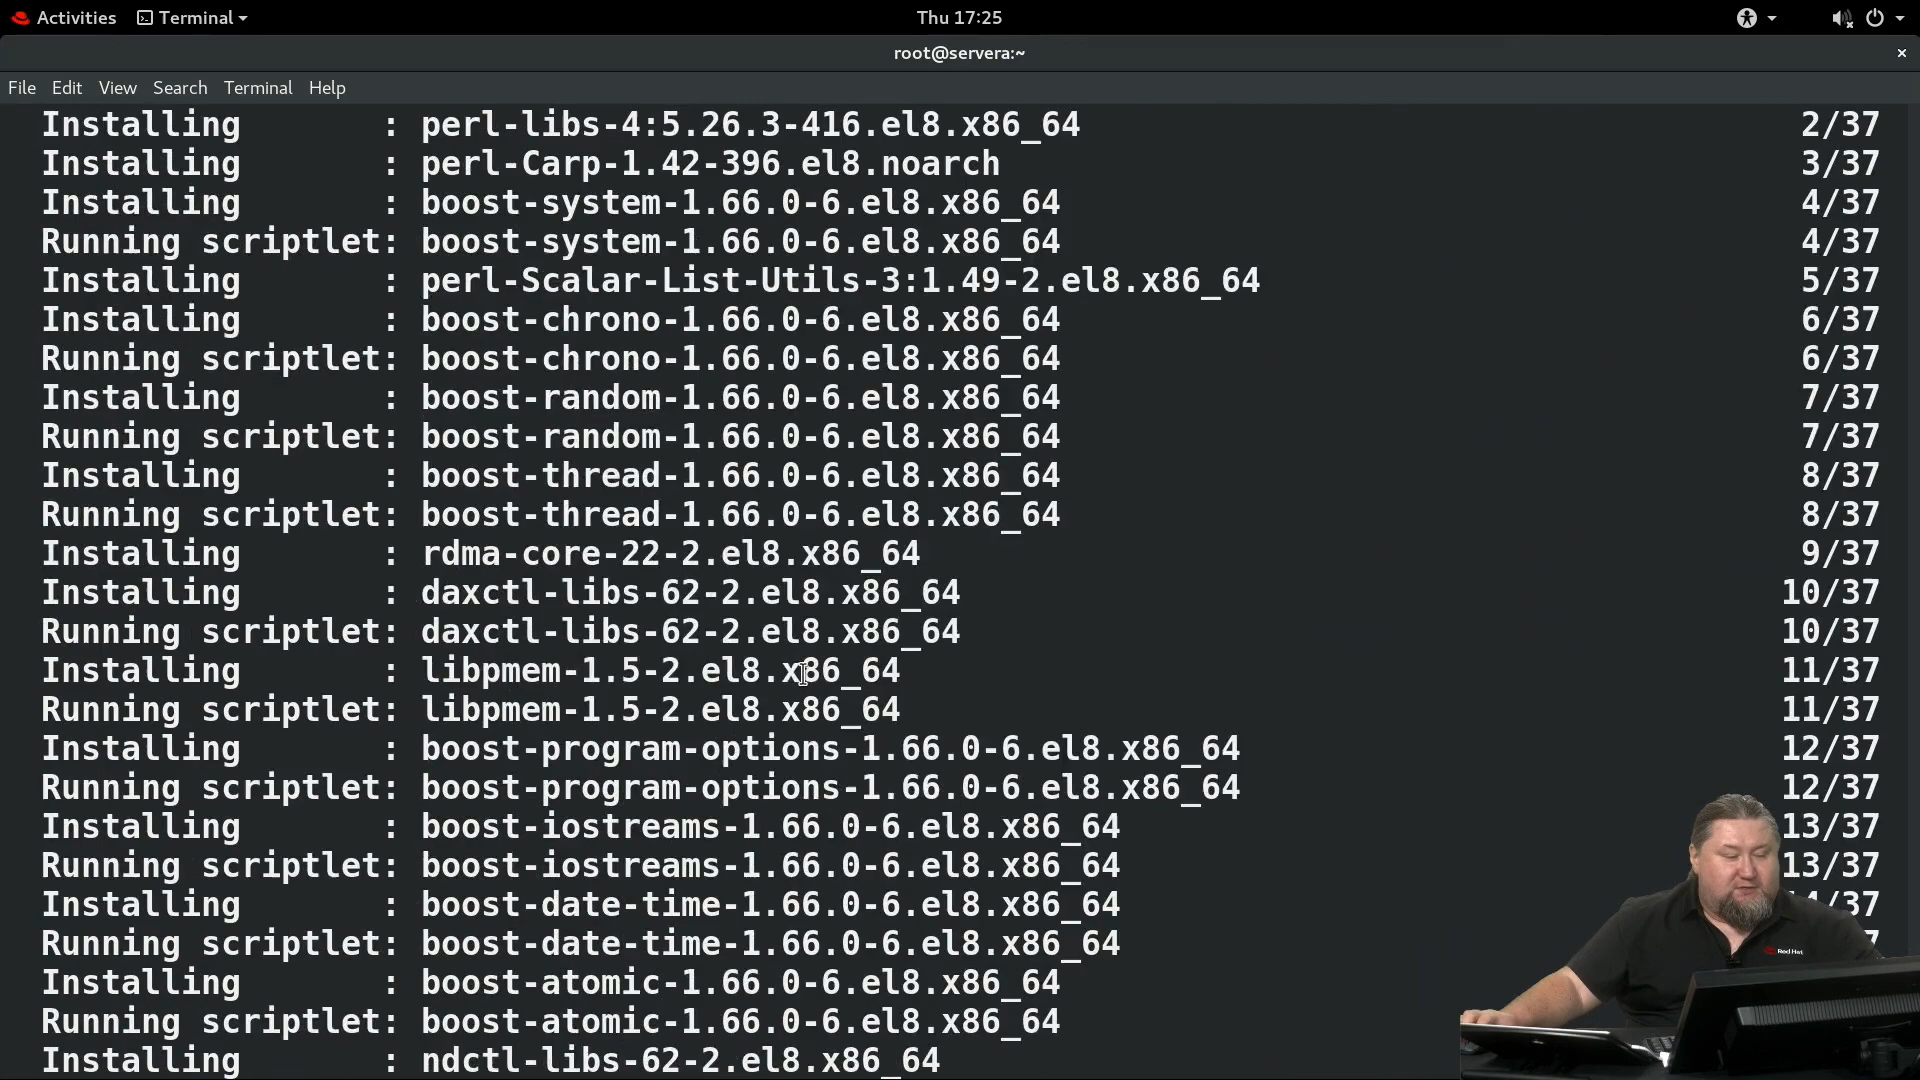 Activities Terminal Thu 17:25
root@servera:~ ×
File Edit View Search Terminal Help
Installing : perl-libs-4:5.26.3-416.el8.x86_64 2/37
Installing : perl-Carp-1.42-396.el8.noarch 3/37
Installing : boost-system-1.66.0-6.el8.x86_64 4/37
Running scriptlet: boost-system-1.66.0-6.el8.x86_64 4/37
Installing : perl-Scalar-List-Utils-3:1.49-2.el8.x86_64 5/37
Installing : boost-chrono-1.66.0-6.el8.x86_64 6/37
Running scriptlet: boost-chrono-1.66.0-6.el8.x86_64 6/37
Installing : boost-random-1.66.0-6.el8.x86_64 7/37
Running scriptlet: boost-random-1.66.0-6.el8.x86_64 7/37
Installing : boost-thread-1.66.0-6.el8.x86_64 8/37
Running scriptlet: boost-thread-1.66.0-6.el8.x86_64 8/37
Installing : rdma-core-22-2.el8.x86_64 9/37
Installing : daxctl-libs-62-2.el8.x86_64 10/37
Running scriptlet: daxctl-libs-62-2.el8.x86_64 10/37
Installing : libpmem-1.5-2.el8.x86_64 11/37
Running scriptlet: libpmem-1.5-2.el8.x86_64 11/37
Installing : boost-program-options-1.66.0-6.el8.x86_64 12/37
Running scriptlet: boost-program-options-1.66.0-6.el8.x86_64 12/37
Installing : boost-iostreams-1.66.0-6.el8.x86_64 13/37
Running scriptlet: boost-iostreams-1.66.0-6.el8.x86_64 13/37
Installing : boost-date-time-1.66.0-6.el8.x86_64
Running scriptlet: boost-date-time-1.66.0-6.el8.x86_64
Installing : boost-atomic-1.66.0-6.el8.x86_64
Running scriptlet: boost-atomic-1.66.0-6.el8.x86_64
Installing : ndctl-libs-62-2.el8.x86_64
Red Hat